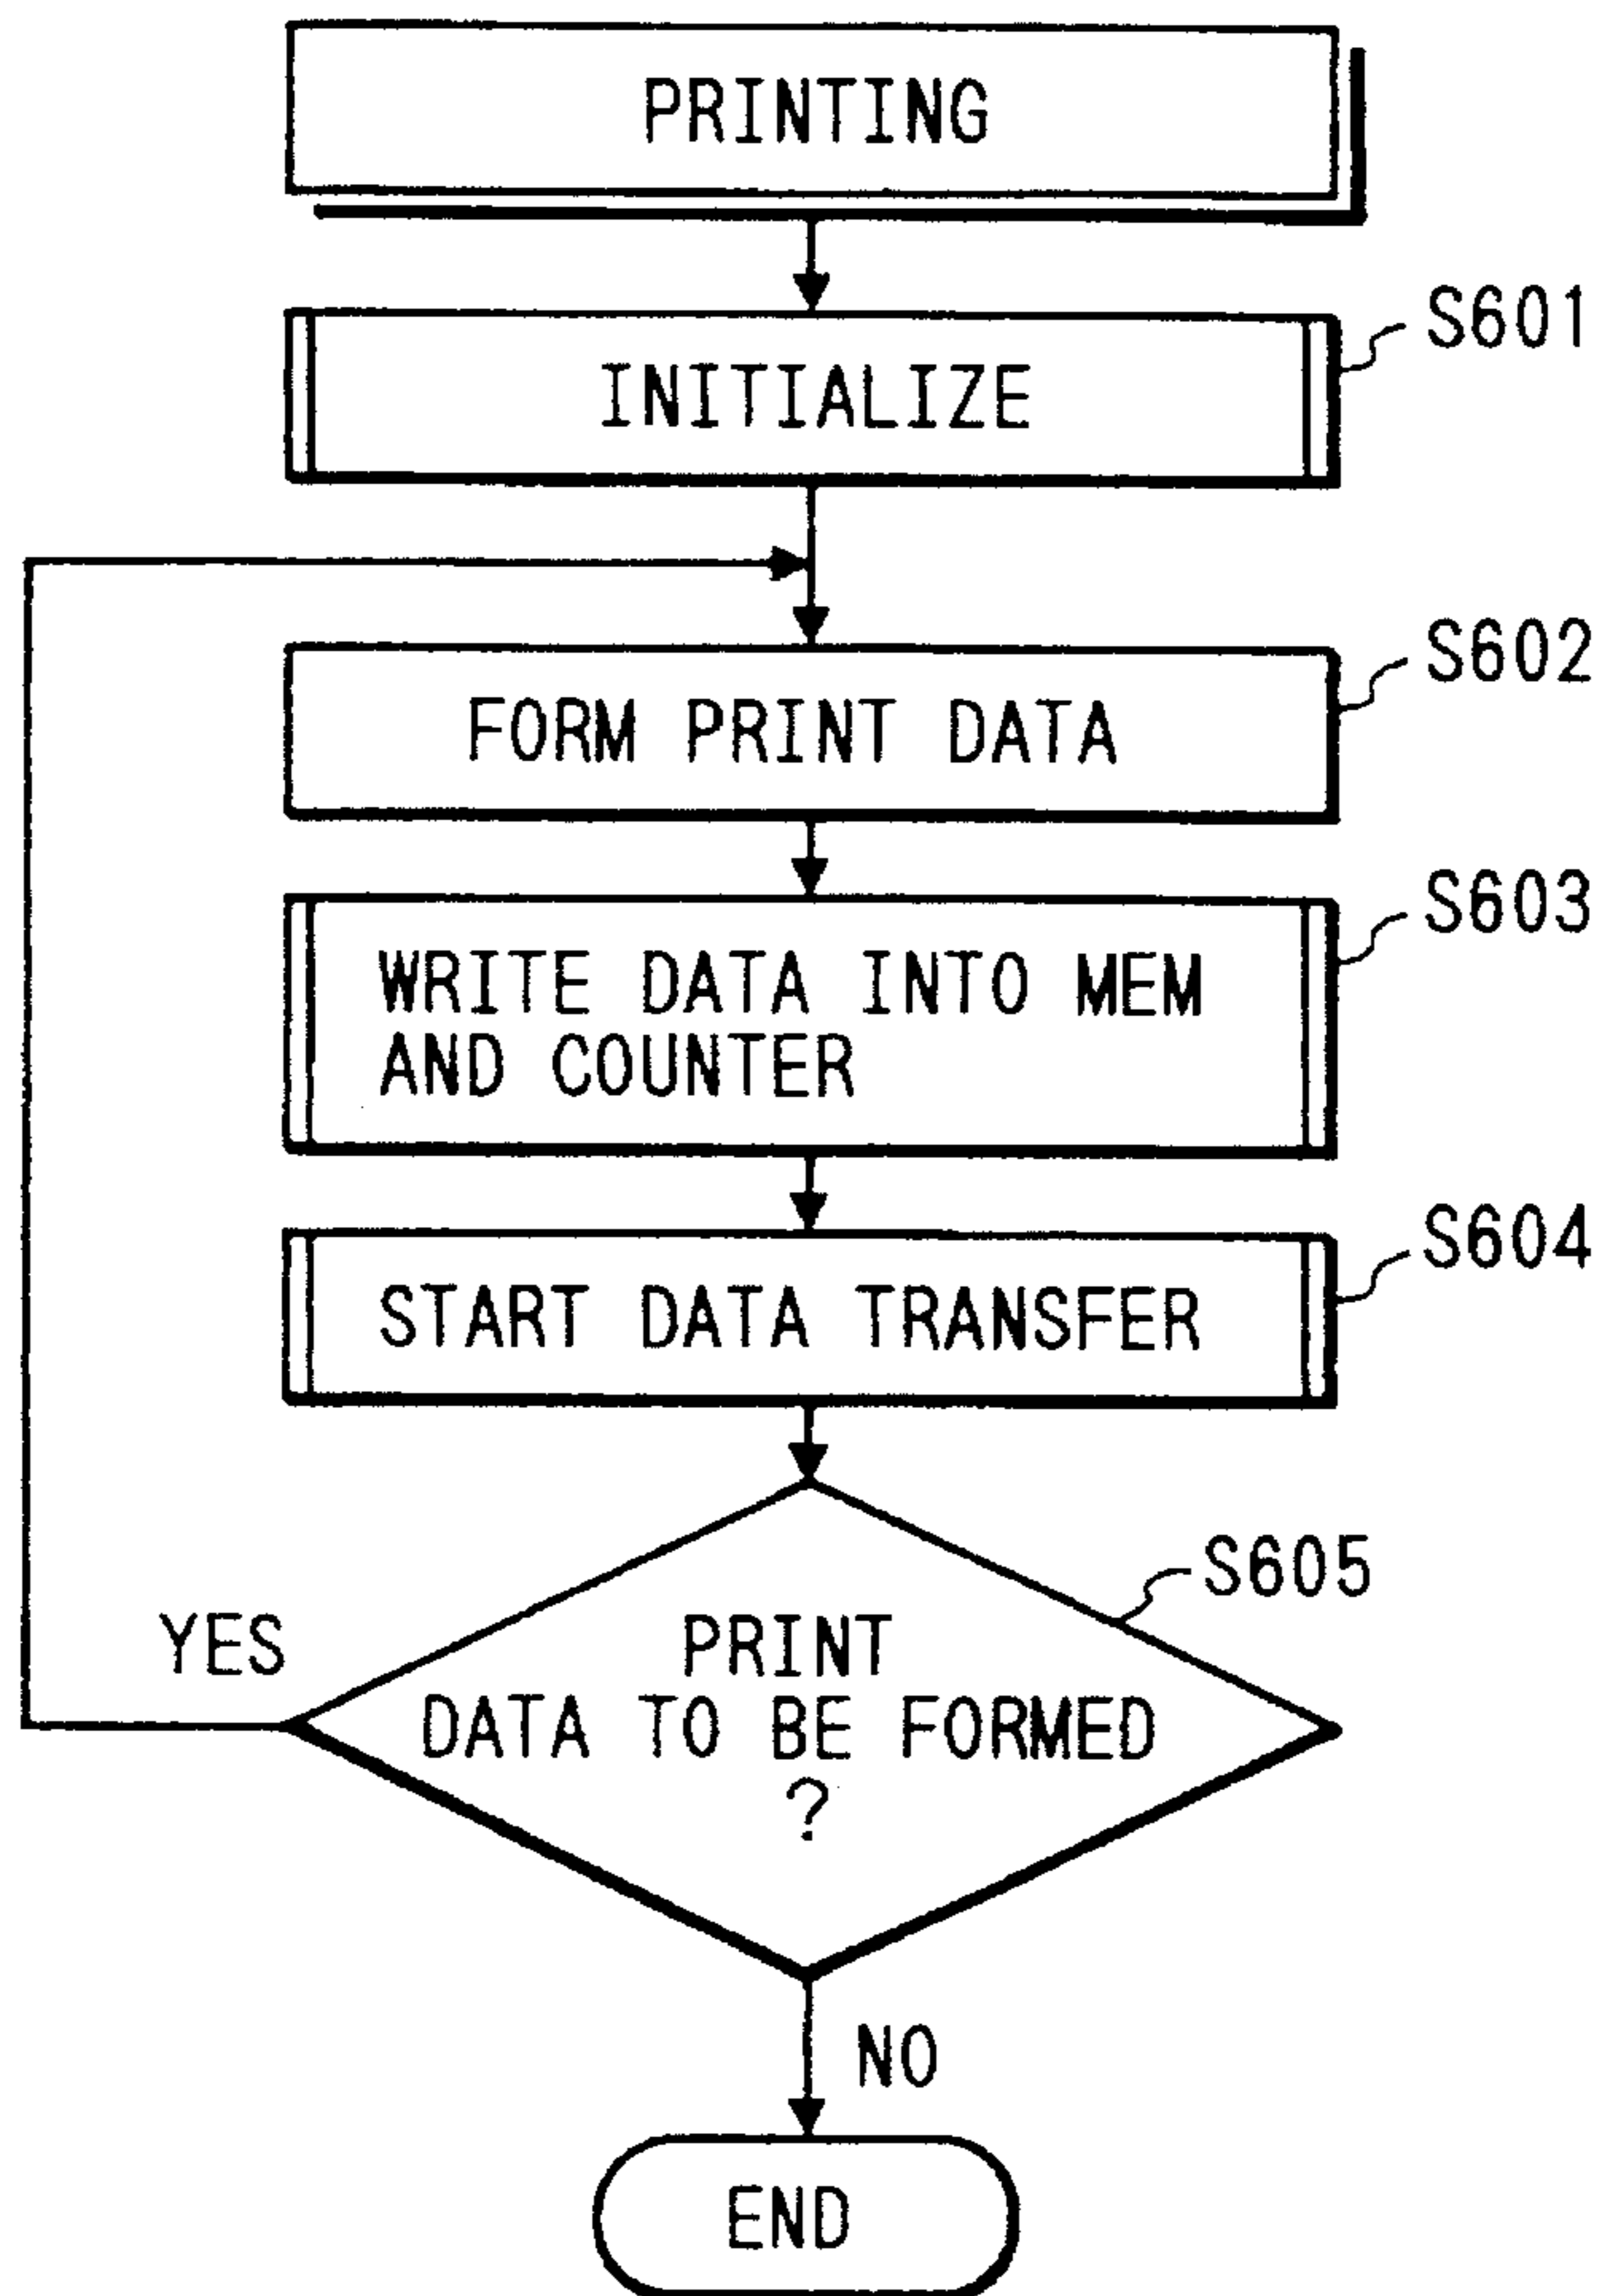 PRINTING
S601
INITIALIZE
S602
FORM PRINT DATA
S603
WRITE DATA INTO MEM
AND COUNTER
S604
START DATA TRANSFER
S605
YES
PRINT
DATA TO BE FORMED
?
NO
END